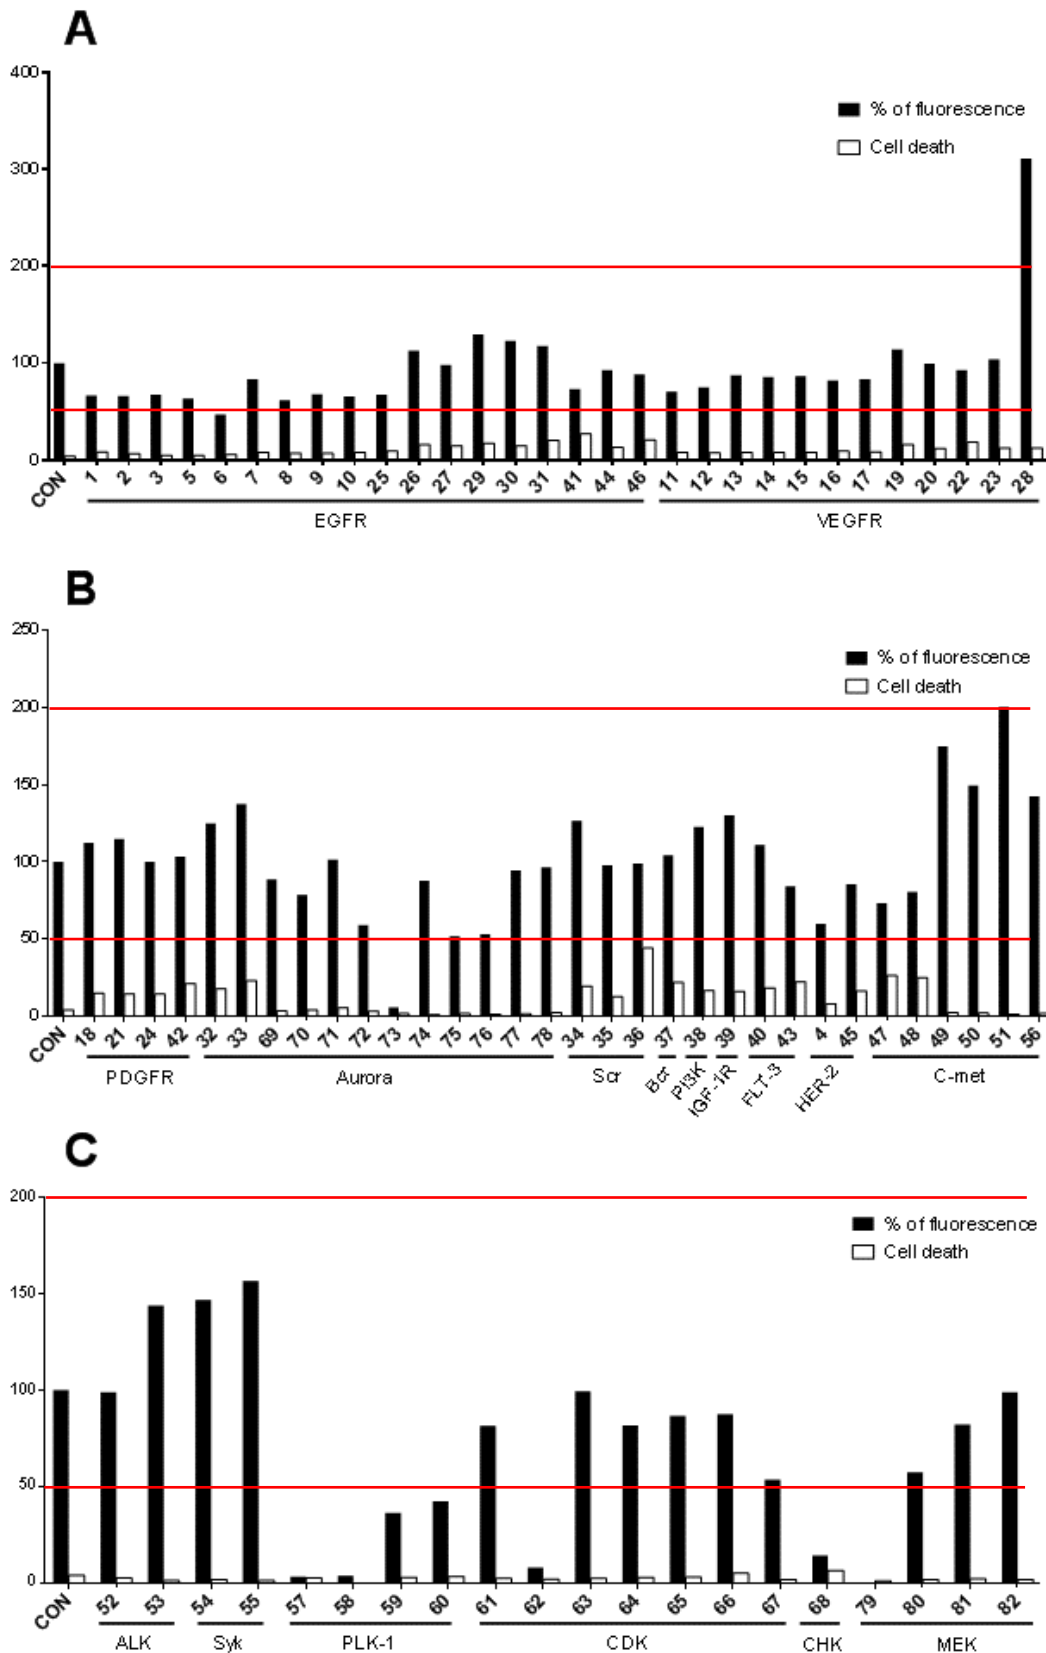 A
400
% of fluorescence
Cell death
300
200
100
0
CON 1 2 3 5 6 7 8 9 10 25 26 27 29 30 31 41 44 46 11 12 13 14 15 16 17 19 20 22 23 28
EGFR VEGFR
B
250
% of fluorescence
Cell death
200
150
100
50
0
CON 18 21 24 42 32 33 69 70 71 72 73 74 75 76 77 78 34 35 36 37 38 39 40 43 4 45 47 48 49 50 51 56
PDGFR Aurora Scr Bcr PI3K IGF-1R FLT-3 HER-2 C-met
C
200
% of fluorescence
Cell death
150
100
50
0
CON 52 53 54 55 57 58 59 60 61 62 63 64 65 66 67 68 79 80 81 82
ALK Syk PLK-1 CDK CHK MEK